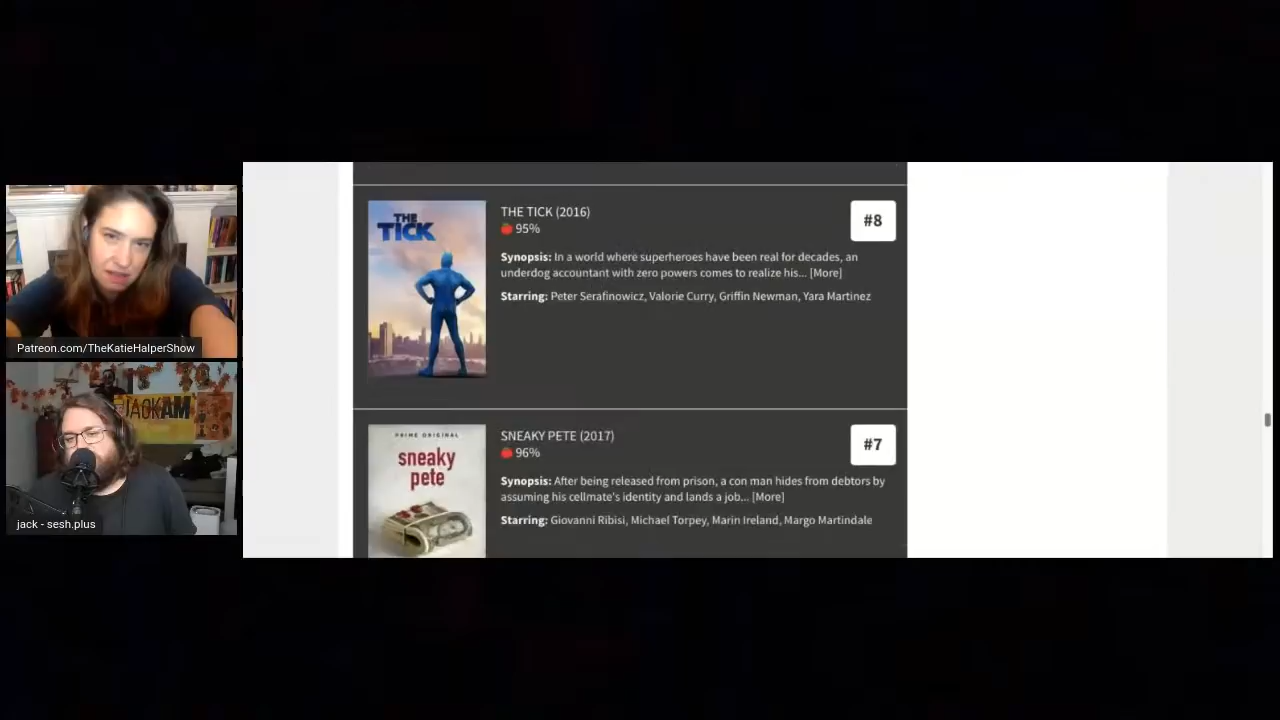 THE TICK (2016)
95%
#8
Synopsis: In a world where superheroes have been real for decades, an
underdog accountant with zero powers comes to realize his... [More]
Starring: Peter Serafinowicz, Valorie Curry, Griffin Newman, Yara Martinez
THE
TICK
SNEAKY PETE (2017)
96%
#7
Synopsis: After being released from prison, a con man hides from debtors by
assuming his cellmate's identity and lands a job... [More]
Starring: Giovanni Ribisi, Michael Torpey, Marin Ireland, Margo Martindale
PRIME ORIGINAL
sneaky
pete
Patreon.com/TheKatieHalperShow
JACKAM
jack - sesh.plus